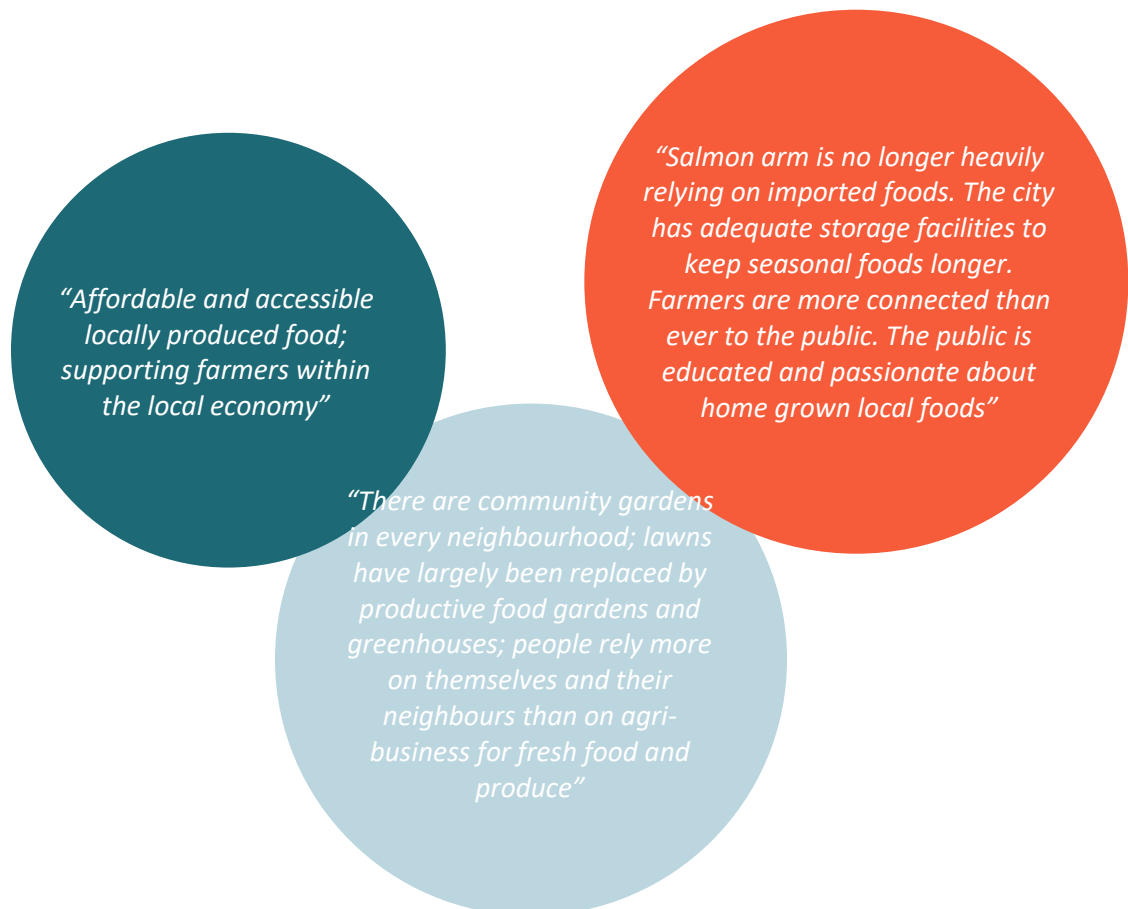 “Affordable and accessible
locally produced food;
supporting farmers within
the local economy”
“Salmon arm is no longer heavily
relying on imported foods. The city
has adequate storage facilities to
keep seasonal foods longer.
Farmers are more connected than
ever to the public. The public is
educated and passionate about
home grown local foods”
“There are community gardens
in every neighbourhood; lawns
have largely been replaced by
productive food gardens and
greenhouses; people rely more
on themselves and their
neighbours than on agri-
business for fresh food and
produce”